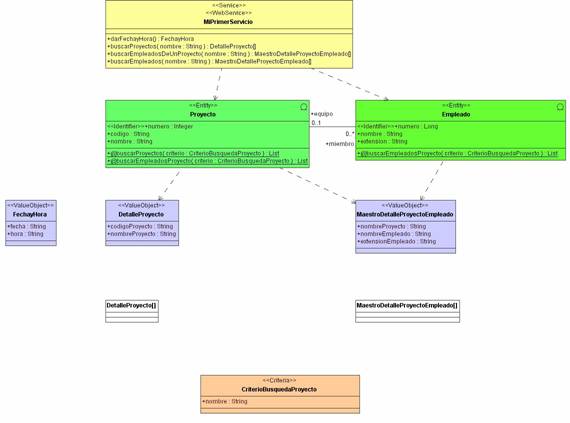 <<Service>>
<<WebService>>
MiPrimerServicio
+darFechayHora() : FechayHora
+buscarProyectos( nombre : String ) : DetalleProyecto[]
+buscarEmpleadosDeUnProyecto( nombre : String ) : MaestroDetalleProyectoEmpleado[]
+buscarEmpleados( nombre : String ) : MaestroDetalleProyectoEmpleado[]
<<Entity>>
Proyecto
<<Identifier>>+numero : Integer
+codigo : String
+nombre : String
+@buscarProyectos( criterio : CriterioBusquedaProyecto ) : List
+@buscarEmpleadosProyecto( criterio : CriterioBusquedaProyecto ) : List
+equipo
0..1
0..*
+miembro
<<Entity>>
Empleado
<<Identifier>>+numero : Long
+nombre : String
+extension : String
+@buscarEmpleadosProyecto( criterio : CriterioBusquedaProyecto ) : List
<<ValueObject>>
FechayHora
+fecha : String
+hora : String
<<ValueObject>>
DetalleProyecto
+codigoProyecto : String
+nombreProyecto : String
<<ValueObject>>
MaestroDetalleProyectoEmpleado
+nombreProyecto : String
+nombreEmpleado : String
+extensionEmpleado : String
DetalleProyecto[]
MaestroDetalleProyectoEmpleado[]
<<Criteria>>
CriterioBusquedaProyecto
+nombre : String